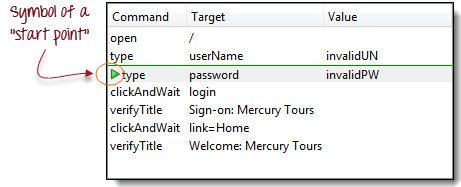 Symbol of a
"start point"
Command Target Value
open /
type userName invalidUN
type password invalidPW
clickAndWait login
verifyTitle Sign-on: Mercury Tours
clickAndWait link=Home
verifyTitle Welcome: Mercury Tours